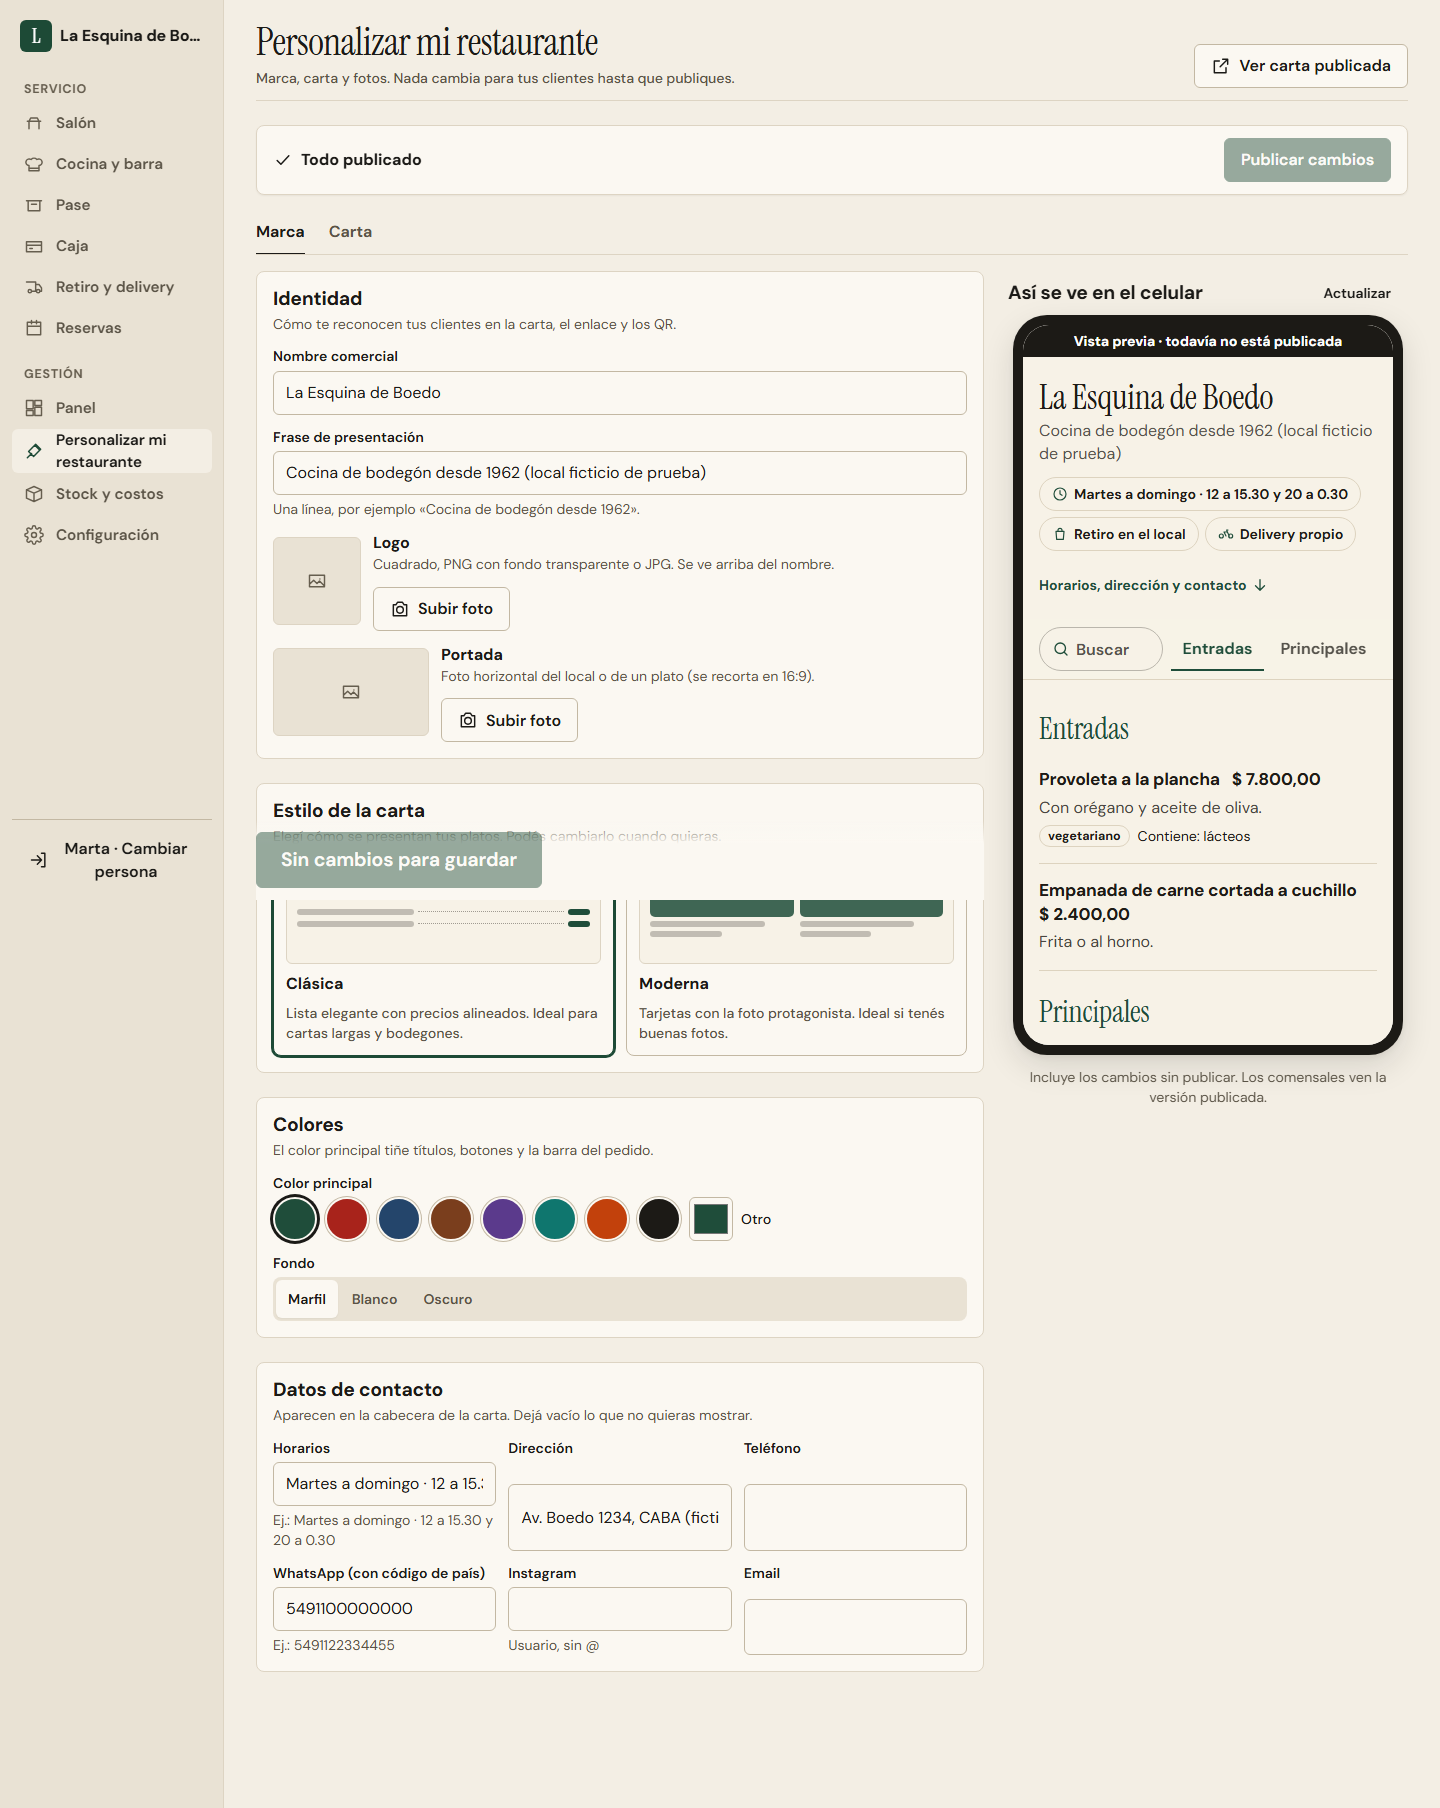 L La Esquina de Bo...
SERVICIO
Salón
Cocina y barra
Pase
Caja
Retiro y delivery
Reservas
GESTIÓN
Panel
Personalizar mi
restaurante
Stock y costos
Configuración
Marta · Cambiar
persona
Personalizar mi restaurante
Marca, carta y fotos. Nada cambia para tus clientes hasta que publiques.
Ver carta publicada
Todo publicado
Publicar cambios
Marca Carta
Identidad
Cómo te reconocen tus clientes en la carta, el enlace y los QR.
Nombre comercial
La Esquina de Boedo
Frase de presentación
Cocina de bodegón desde 1962 (local ficticio de prueba)
Una línea, por ejemplo «Cocina de bodegón desde 1962».
Logo
Cuadrado, PNG con fondo transparente o JPG. Se ve arriba del nombre.
Subir foto
Portada
Foto horizontal del local o de un plato (se recorta en 16:9).
Subir foto
Estilo de la carta
Elegí cómo se presentan tus platos. Podés cambiarlo cuando quieras.
Sin cambios para guardar
Clásica
Lista elegante con precios alineados. Ideal para
cartas largas y bodegones.
Moderna
Tarjetas con la foto protagonista. Ideal si tenés
buenas fotos.
Colores
El color principal tiñe títulos, botones y la barra del pedido.
Color principal
Otro
Fondo
Marfil Blanco Oscuro
Datos de contacto
Aparecen en la cabecera de la carta. Dejá vacío lo que no quieras mostrar.
Horarios
Martes a domingo · 12 a 15.
Ej.: Martes a domingo · 12 a 15.30 y
20 a 0.30
Dirección
Av. Boedo 1234, CABA (ficti
Teléfono
WhatsApp (con código de país)
5491100000000
Ej.: 5491122334455
Instagram
Usuario, sin @
Email
Así se ve en el celular
Actualizar
Vista previa · todavía no está publicada
La Esquina de Boedo
Cocina de bodegón desde 1962 (local ficticio
de prueba)
Martes a domingo · 12 a 15.30 y 20 a 0.30
Retiro en el local
Delivery propio
Horarios, dirección y contacto ↓
Buscar
Entradas
Principales
Entradas
Provoleta a la plancha $ 7.800,00
Con orégano y aceite de oliva.
vegetariano Contiene: lácteos
Empanada de carne cortada a cuchillo
$ 2.400,00
Frita o al horno.
Principales
Incluye los cambios sin publicar. Los comensales ven la
versión publicada.